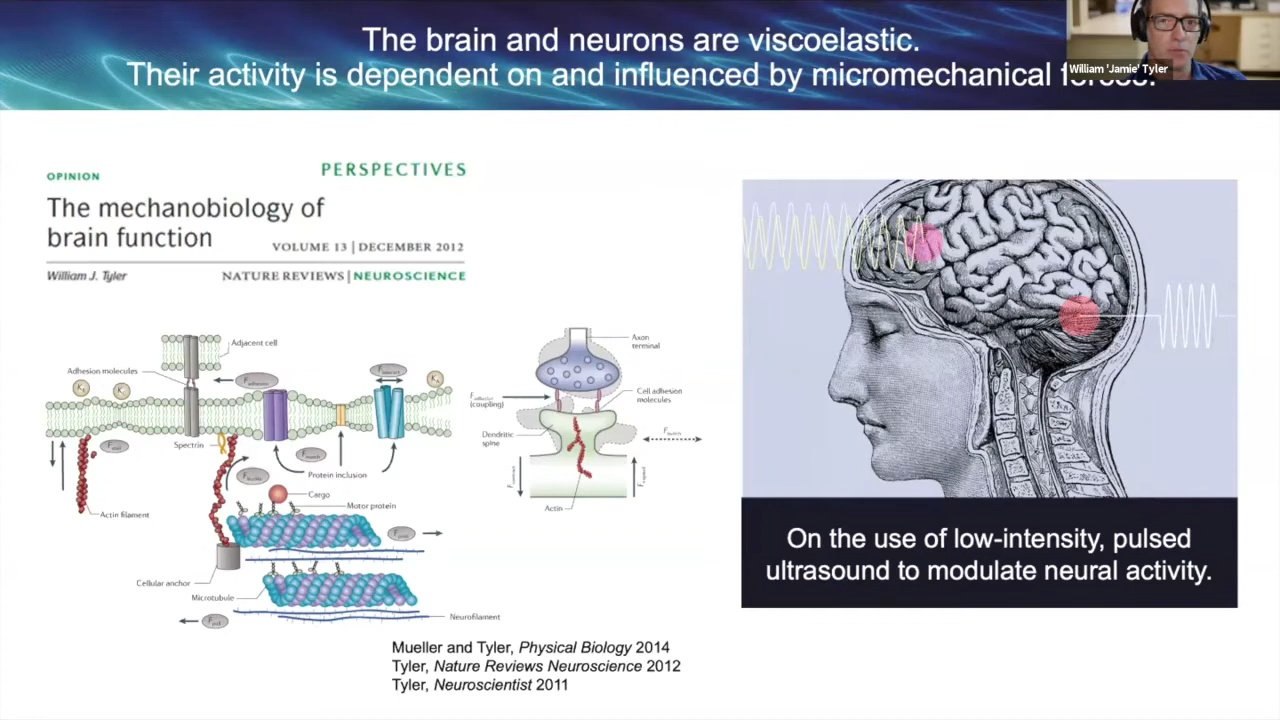 The brain and neurons are viscoelastic.
Their activity is dependent on and influenced by micromechanical forces.
William 'Jamie' Tyler
PERSPECTIVES
OPINION
The mechanobiology of
brain function
VOLUME 13 | DECEMBER 2012
William J. Tyler
NATURE REVIEWS | NEUROSCIENCE
Adjacent cell
Adhesion molecules
Spectrin
Protein inclusion
Cargo
Motor protein
Actin filament
Cellular anchor
Microtubule
Neurofilament
Axon
terminal
(coupling)
Cell adhesion
molecules
Dendritic
spine
Actin
On the use of low-intensity, pulsed
ultrasound to modulate neural activity.
Mueller and Tyler, Physical Biology 2014
Tyler, Nature Reviews Neuroscience 2012
Tyler, Neuroscientist 2011